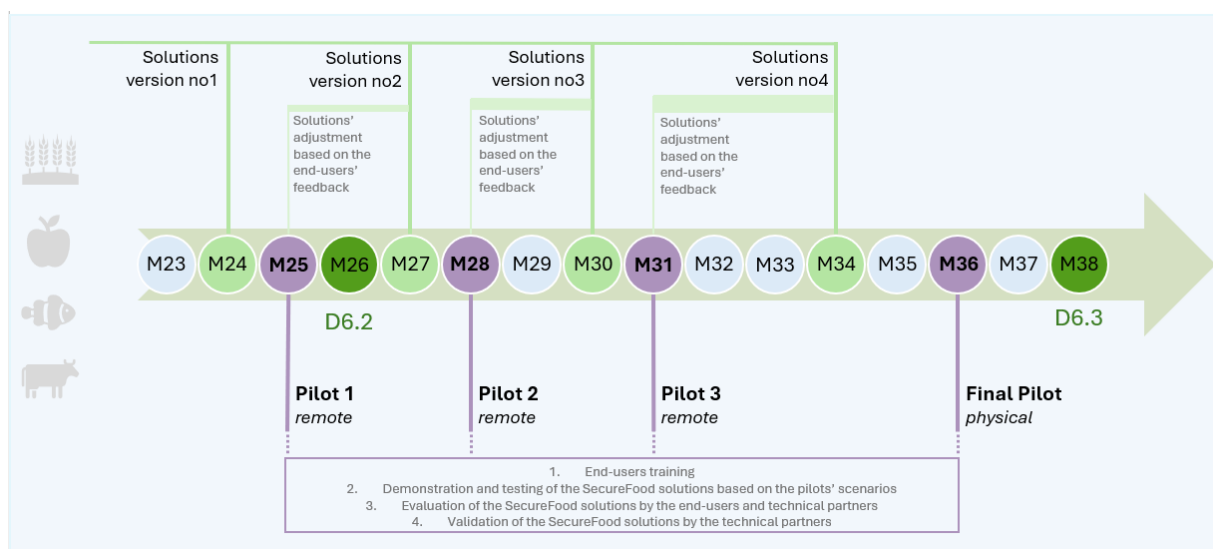 Solutions
version no1
Solutions
version no2
Solutions
version no3
Solutions
version no4
Solutions'
adjustment
based on the
end-users'
feedback
Solutions'
adjustment
based on the
end-users'
feedback
Solutions'
adjustment
based on the
end-users'
feedback
M23 M24 M25 M26 M27 M28 M29 M30 M31 M32 M33 M34 M35 M36 M37 M38
D6.2
D6.3
Pilot 1
remote
Pilot 2
remote
Pilot 3
remote
Final Pilot
physical
1. End-users training
2. Demonstration and testing of the SecureFood solutions based on the pilots' scenarios
3. Evaluation of the SecureFood solutions by the end-users and technical partners
4. Validation of the SecureFood solutions by the technical partners